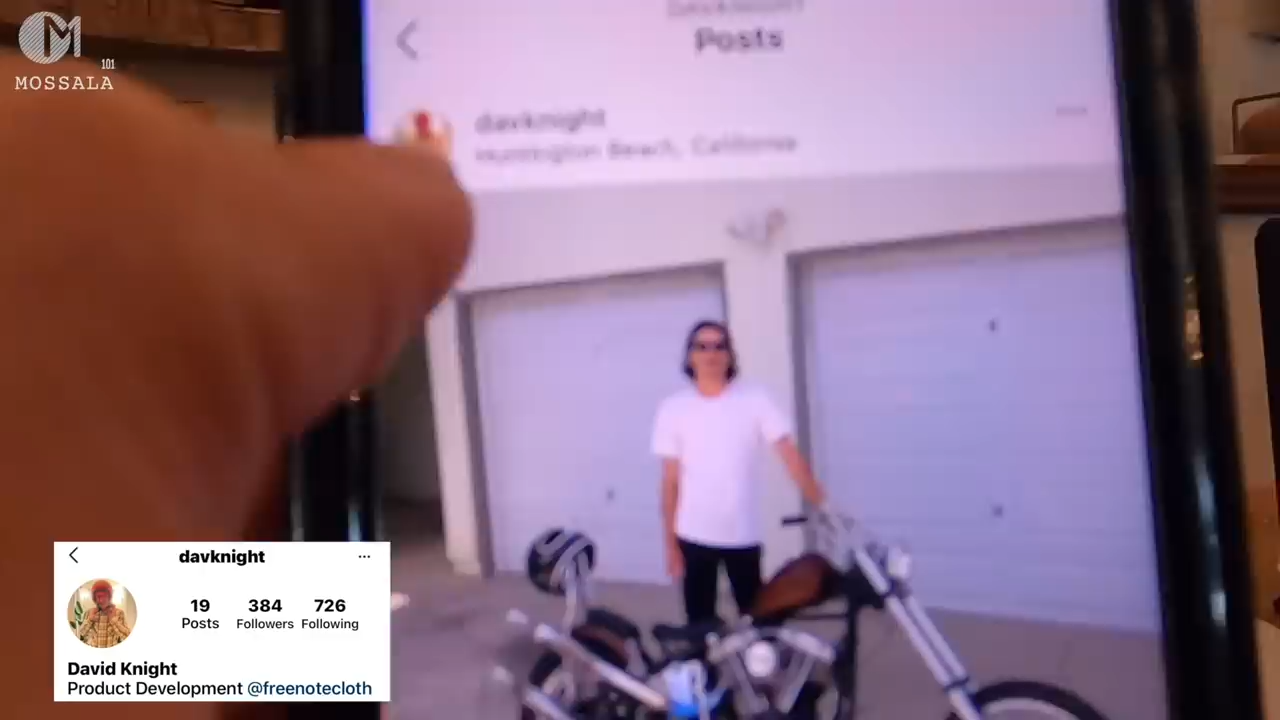 101
MOSSALA
Posts
davknight
Huntington Beach, California
davknight
19
384
726
Posts
Followers
Following
David Knight
Product Development @freenotecloth